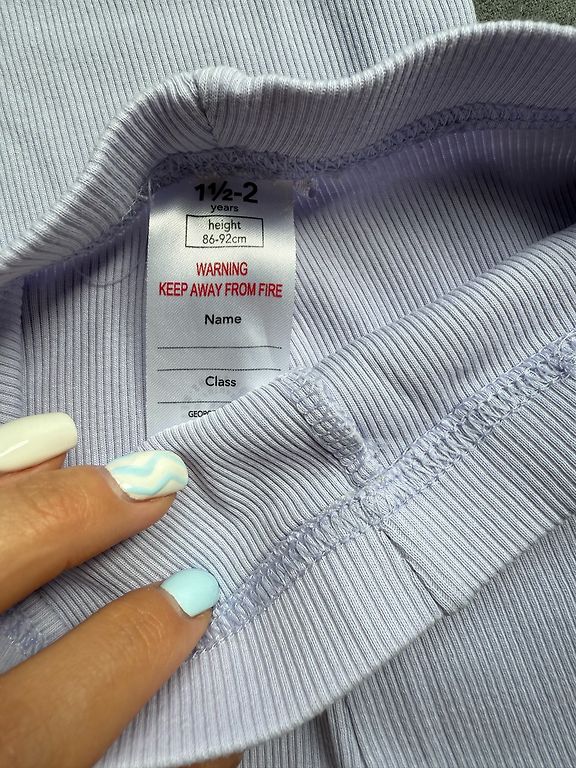 1½-2
years
height
86-92cm
WARNING
KEEP AWAY FROM FIRE
Name
Class